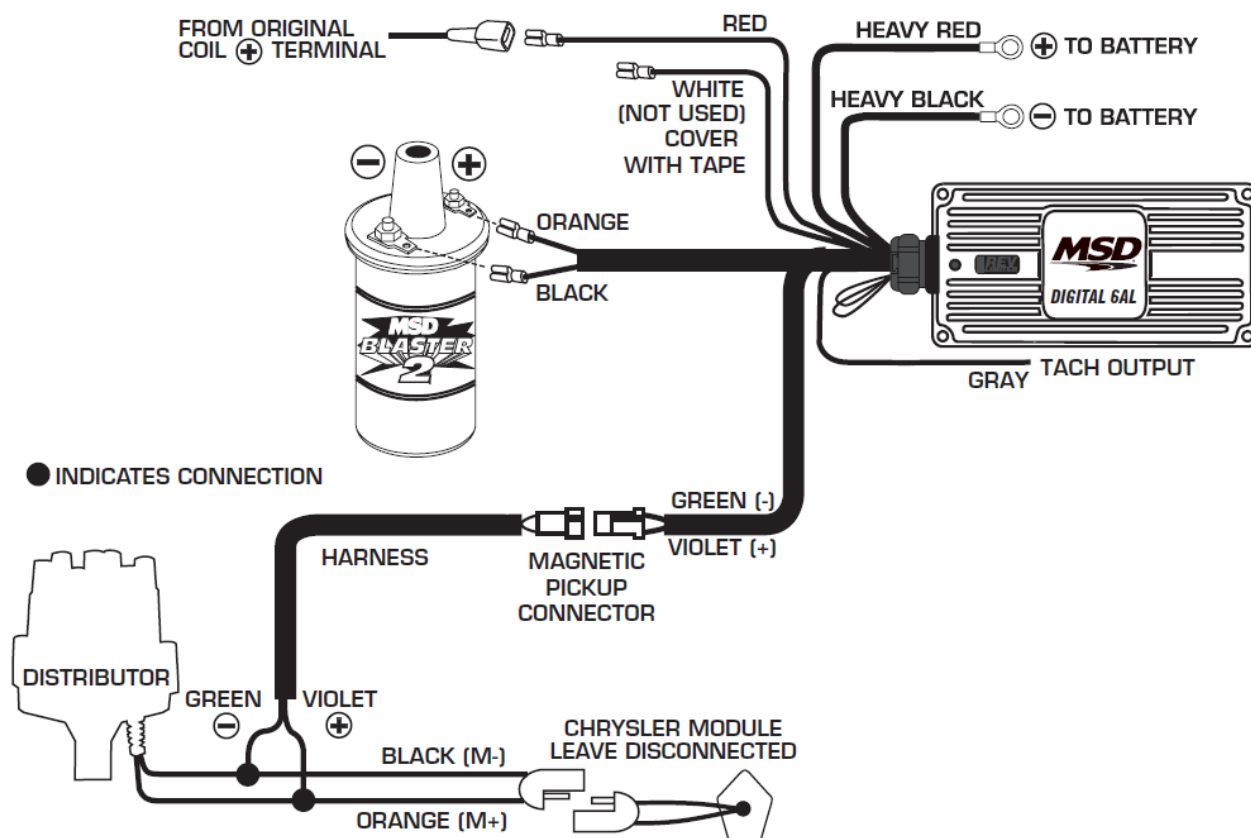 FROM ORIGINAL
COIL ⊕ TERMINAL
RED
HEAVY RED
⊕ TO BATTERY
WHITE
(NOT USED)
COVER
WITH TAPE
HEAVY BLACK
⊖ TO BATTERY
⊖
⊕
ORANGE
BLACK
MSD
REV
DIGITAL 6AL
MSD
BLASTER
2
GRAY
TACH OUTPUT
● INDICATES CONNECTION
GREEN (-)
VIOLET (+)
HARNESS
MAGNETIC
PICKUP
CONNECTOR
DISTRIBUTOR
GREEN
⊖
VIOLET
⊕
CHRYSLER MODULE
LEAVE DISCONNECTED
BLACK (M-)
ORANGE (M+)